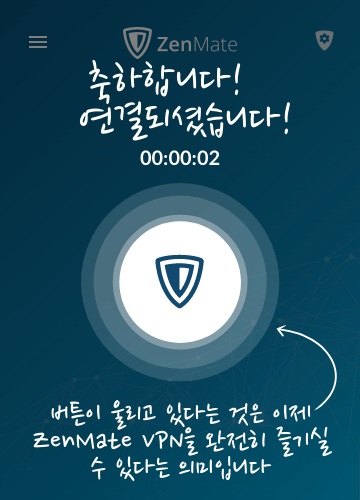 ZenMate
축하합니다!
연결되셨습니다!
00:00:02
버튼이 울리고 있다는 것은 이제
ZenMate VPN을 완전히 즐기실
수 있다는 의미입니다